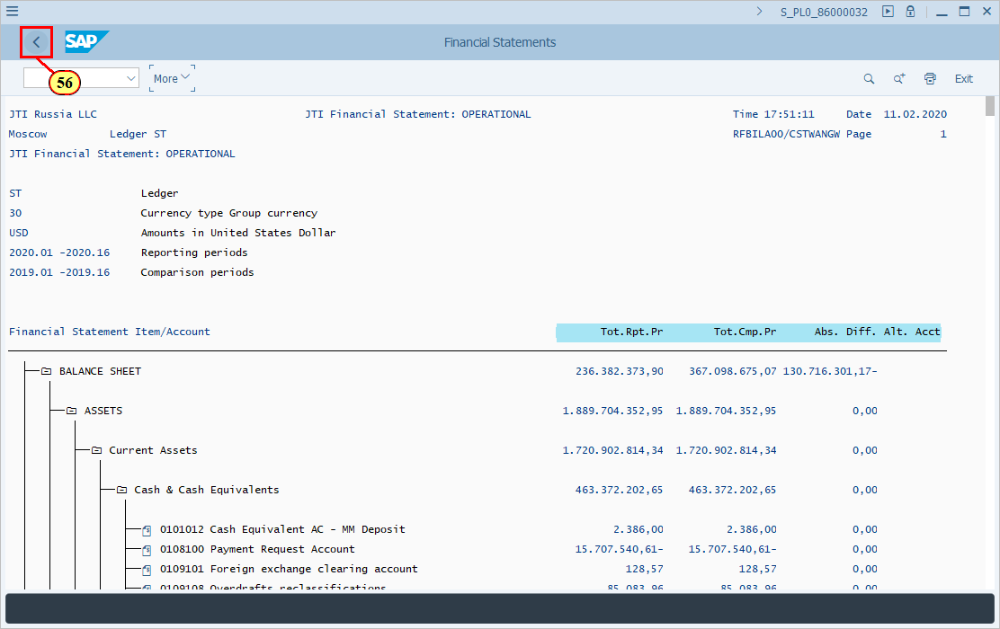 S_PL0_86000032
SAP
Financial Statements
56
More
Exit
JTI Russia LLC JTI Financial Statement: OPERATIONAL Time 17:51:11 Date 11.02.2020
Moscow Ledger ST RFBILA00/CSTWANGW Page 1
JTI Financial Statement: OPERATIONAL
ST Ledger
30 Currency type Group currency
USD Amounts in United States Dollar
2020.01 -2020.16 Reporting periods
2019.01 -2019.16 Comparison periods
Financial Statement Item/Account Tot.Rpt.Pr Tot.Cmp.Pr Abs. Diff. Alt. Acct
BALANCE SHEET 236.382.373,90 367.098.675,07 130.716.301,17-
ASSETS 1.889.704.352,95 1.889.704.352,95 0,00
Current Assets 1.720.902.814,34 1.720.902.814,34 0,00
Cash & Cash Equivalents 463.372.202,65 463.372.202,65 0,00
0101012 Cash Equivalent AC - MM Deposit 2.386,00 2.386,00 0,00
0108100 Payment Request Account 15.707.540,61- 15.707.540,61- 0,00
0109101 Foreign exchange clearing account 128,57 128,57 0,00
0109108 Overdrafts reclassifications 85.083,96 85.083,96 0,00